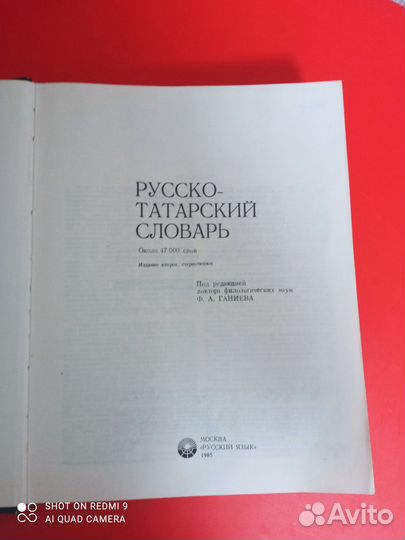 РУССКО-
ТАТАРСКИЙ
СЛОВАРЬ
Около 47 000 слов
Издание второе, стереотипное
Под редакцией
доктора филологических наук
Ф. А. ГАНИЕВА
МОСКВА
«РУССКИЙ ЯЗЫК»
1985
SHOT ON REDMI 9
AI QUAD CAMERA
Avito